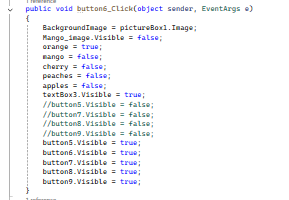 1 reference
public void button6_Click(object sender, EventArgs e)
{
BackgroundImage = pictureBox1.Image;
Mango_image.Visible = false;
orange = true;
mango = false;
cherry = false;
peaches = false;
apples = false;
textBox3.Visible = true;
//button5.Visible = false;
//button7.Visible = false;
//button8.Visible = false;
//button9.Visible = false;
button5.Visible = true;
button6.Visible = true;
button7.Visible = true;
button8.Visible = true;
button9.Visible = true;
}
1 reference